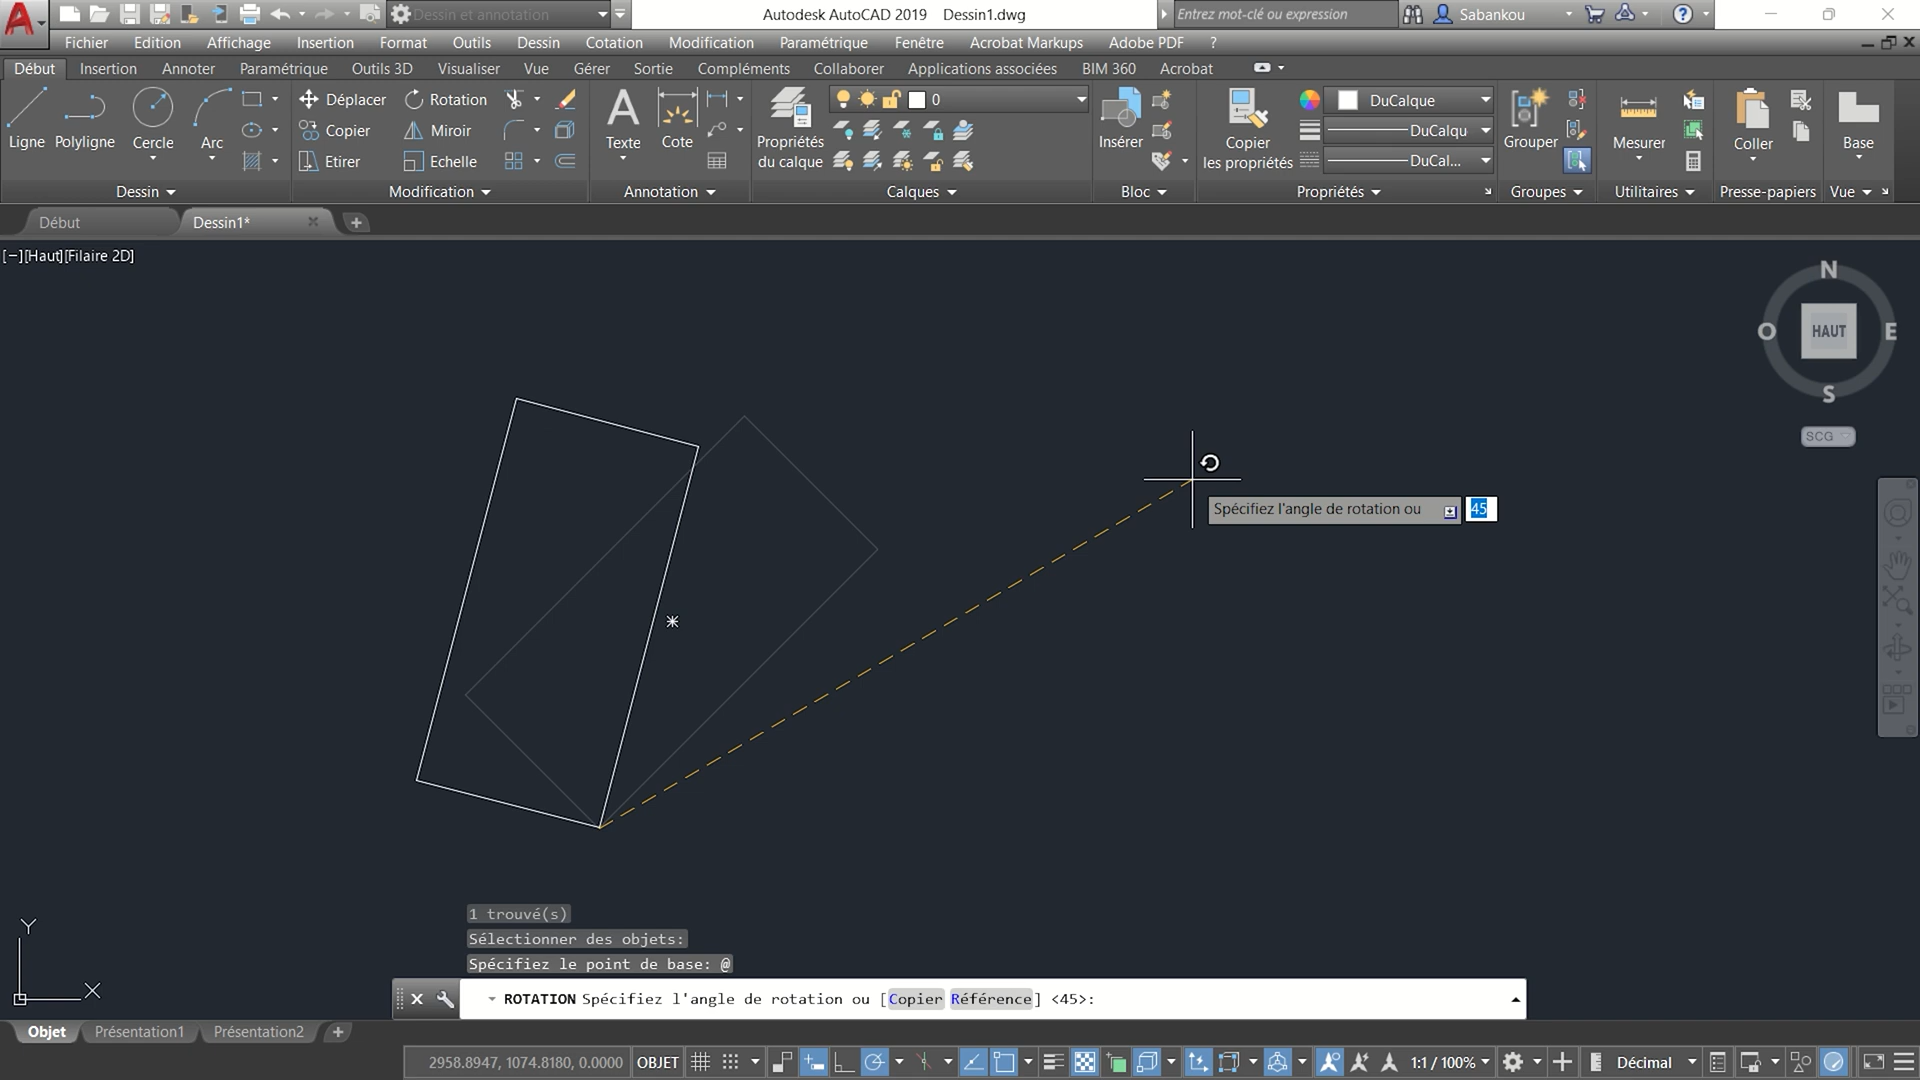 Dessin et annotation
Autodesk AutoCAD 2019 Dessin1.dwg
Entrez mot-clé ou expression
Sabankou
Fichier Edition Affichage Insertion Format Outils Dessin Cotation Modification Paramétrique Fenêtre Acrobat Markups Adobe PDF ?
Début Insertion Annoter Paramétrique Outils 3D Visualiser Vue Gérer Sortie Compléments Collaborer Applications associées BIM 360 Acrobat
Ligne Polyligne Cercle Arc
Déplacer Rotation
Copier Miroir
Etirer Echelle
Texte Cote
Propriétés
du calque
0
Insérer
Copier
les propriétés
DuCalque
DuCalqu
DuCal...
Grouper
Mesurer
Coller
Base
Dessin Modification Annotation Calques Bloc Propriétés Groupes Utilitaires Presse-papiers Vue
Début Dessin1* +
[−][Haut][Filaire 2D]
N
O HAUT E
S
SCG
Spécifiez l'angle de rotation ou 45
1 trouvé(s)
Sélectionner des objets:
Spécifiez le point de base: @
Y
X
ROTATION Spécifiez l'angle de rotation ou [Copier Référence] <45>:
Objet Présentation1 Présentation2 +
2958.8947, 1074.8180, 0.0000 OBJET 1:1 / 100% Décimal